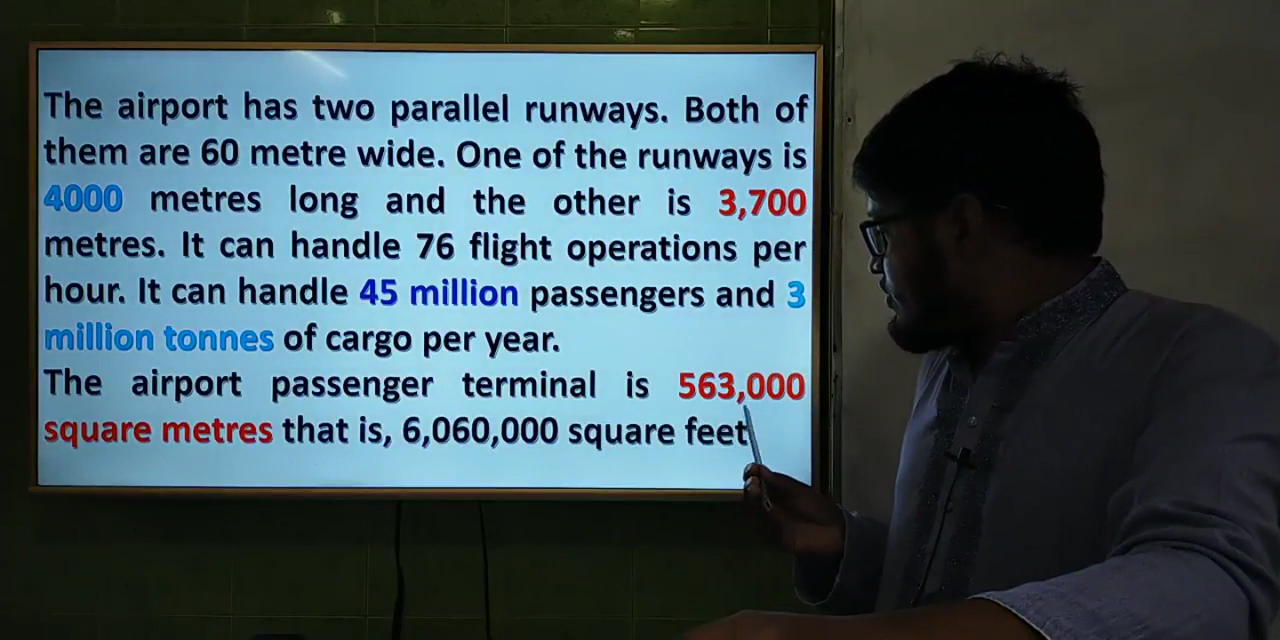 The airport has two parallel runways. Both of
them are 60 metre wide. One of the runways is
4000 metres long and the other is 3,700
metres. It can handle 76 flight operations per
hour. It can handle 45 million passengers and 3
million tonnes of cargo per year.
The airport passenger terminal is 563,000
square metres that is, 6,060,000 square feet